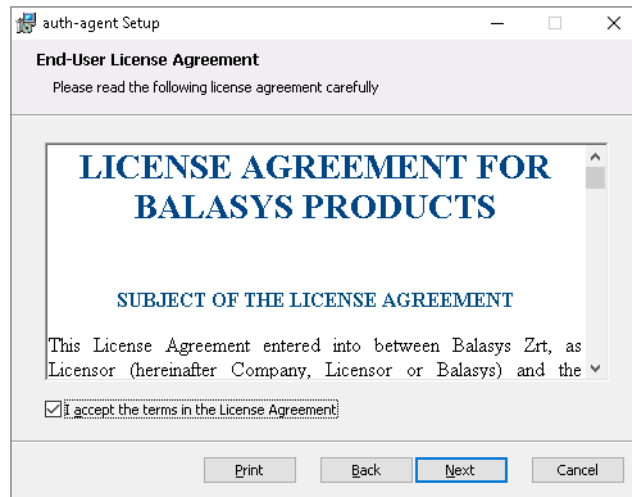 auth-agent Setup
End-User License Agreement
Please read the following license agreement carefully
LICENSE AGREEMENT FOR
BALASYS PRODUCTS
SUBJECT OF THE LICENSE AGREEMENT
This License Agreement entered into between Balasys Zrt, as
Licensor (hereinafter Company, Licensor or Balasys) and the
I accept the terms in the License Agreement
Print Back Next Cancel